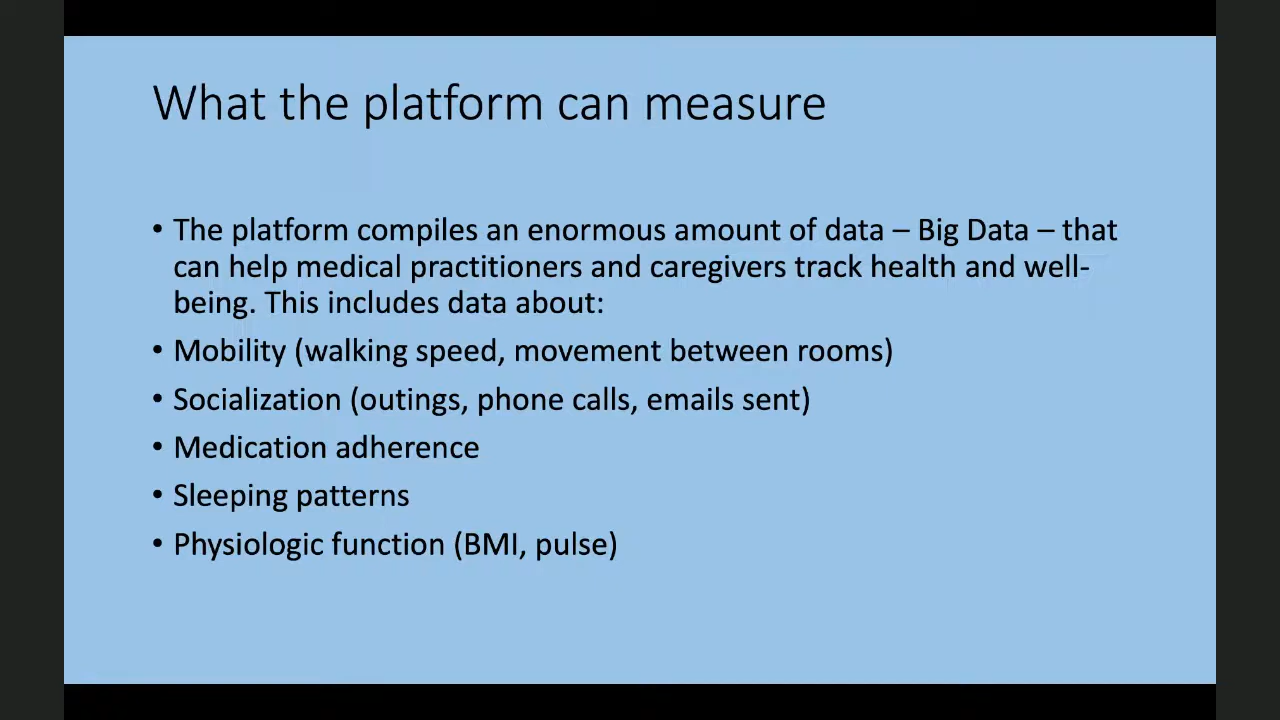 What the platform can measure
• The platform compiles an enormous amount of data – Big Data – that
can help medical practitioners and caregivers track health and well-
being. This includes data about:
• Mobility (walking speed, movement between rooms)
• Socialization (outings, phone calls, emails sent)
• Medication adherence
• Sleeping patterns
• Physiologic function (BMI, pulse)